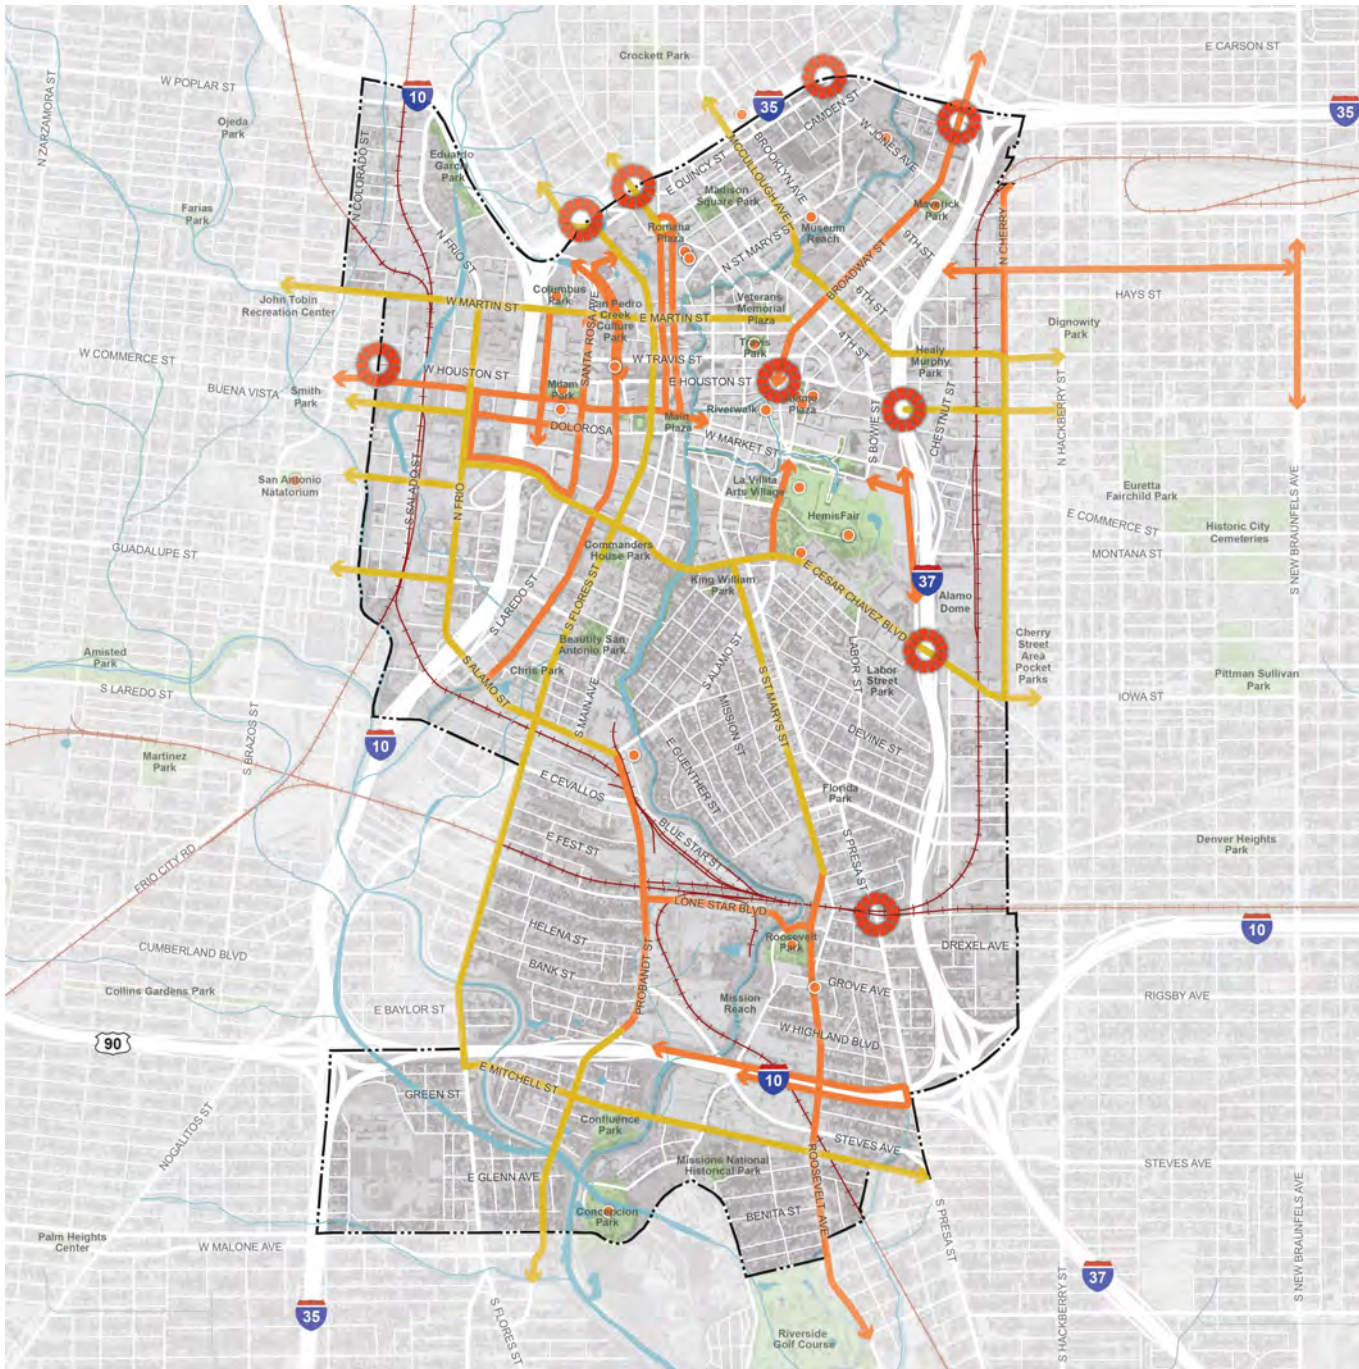 E CARSON ST
Crockett Park
W POPLAR ST
N ZARZAMORA ST
10
35
35
CAMDEN ST
W JONES AVE
Ojeda
Park
N COLORADO ST
BROOKLYN AVE
MCCULLOUGH AVE
E QUINCY ST
Eduardo
Garcia
Park
Madison
Square Park
Maverick
Park
Farias
Park
Romana
Plaza
Museum
Reach
N ST MARYS ST
N FRIO ST
9TH ST
N CHERRY
BROADWAY ST
6TH ST
HAYS ST
Columbus
Park
SANTA ROSA AVE
San Pedro
Creek
Culture
Park
Veterans
Memorial
Plaza
John Tobin
Recreation Center
W MARTIN ST
E MARTIN ST
Dignowity
Park
4TH ST
Travis
Park
Healy
Murphy
Park
W COMMERCE ST
W TRAVIS ST
W HOUSTON ST
E HOUSTON ST
BUENA VISTA
Smith
Park
Milam
Park
Riverwalk
Alamo
Plaza
Main
Plaza
DOLOROSA
W MARKET ST
S BOWIE ST
CHESTNUT ST
N HACKBERRY ST
San Antonio
Natatorium
S SALADO ST
N FRIO
La Villita
Arts Village
HemisFair
Euretta
Fairchild Park
S NEW BRAUNFELS AVE
E COMMERCE ST
Historic City
Cemeteries
GUADALUPE ST
MONTANA ST
Commanders
House Park
King William
Park
E CESAR CHAVEZ BLVD
37
Alamo
Dome
S LAREDO ST
S FLORES ST
Beautify San
Antonio Park
Cherry
Street
Area
Pocket
Parks
Amisted
Park
Chris Park
S ALAMO ST
S ALAMO ST
LABOR ST
Labor
Street
Park
Pittman Sullivan
Park
S LAREDO ST
IOWA ST
S MAIN AVE
MISSION ST
S ST MARYS ST
DEVINE ST
S BRAZOS ST
10
Martinez
Park
E GUENTHER ST
E CEVALLOS
Florida
Park
BLUE STAR ST
E FEST ST
S PRESA ST
Denver Heights
Park
FRIO CITY RD
LONE STAR BLVD
HELENA ST
Roosevelt
Park
DREXEL AVE
10
CUMBERLAND BLVD
BANK ST
PROBANDT ST
GROVE AVE
Collins Gardens Park
Mission
Reach
RIGSBY AVE
E BAYLOR ST
W HIGHLAND BLVD
90
E MITCHELL ST
10
GREEN ST
NOGALITOS ST
Confluence
Park
STEVES AVE
Missions National
Historical Park
STEVES AVE
E GLENN AVE
ROOSEVELT AVE
Concepcion
Park
BENITA ST
S PRESA ST
S NEW BRAUNFELS AVE
Palm Heights
Center
W MALONE AVE
37
35
S FLORES ST
S HACKBERRY ST
Riverside
Golf Course